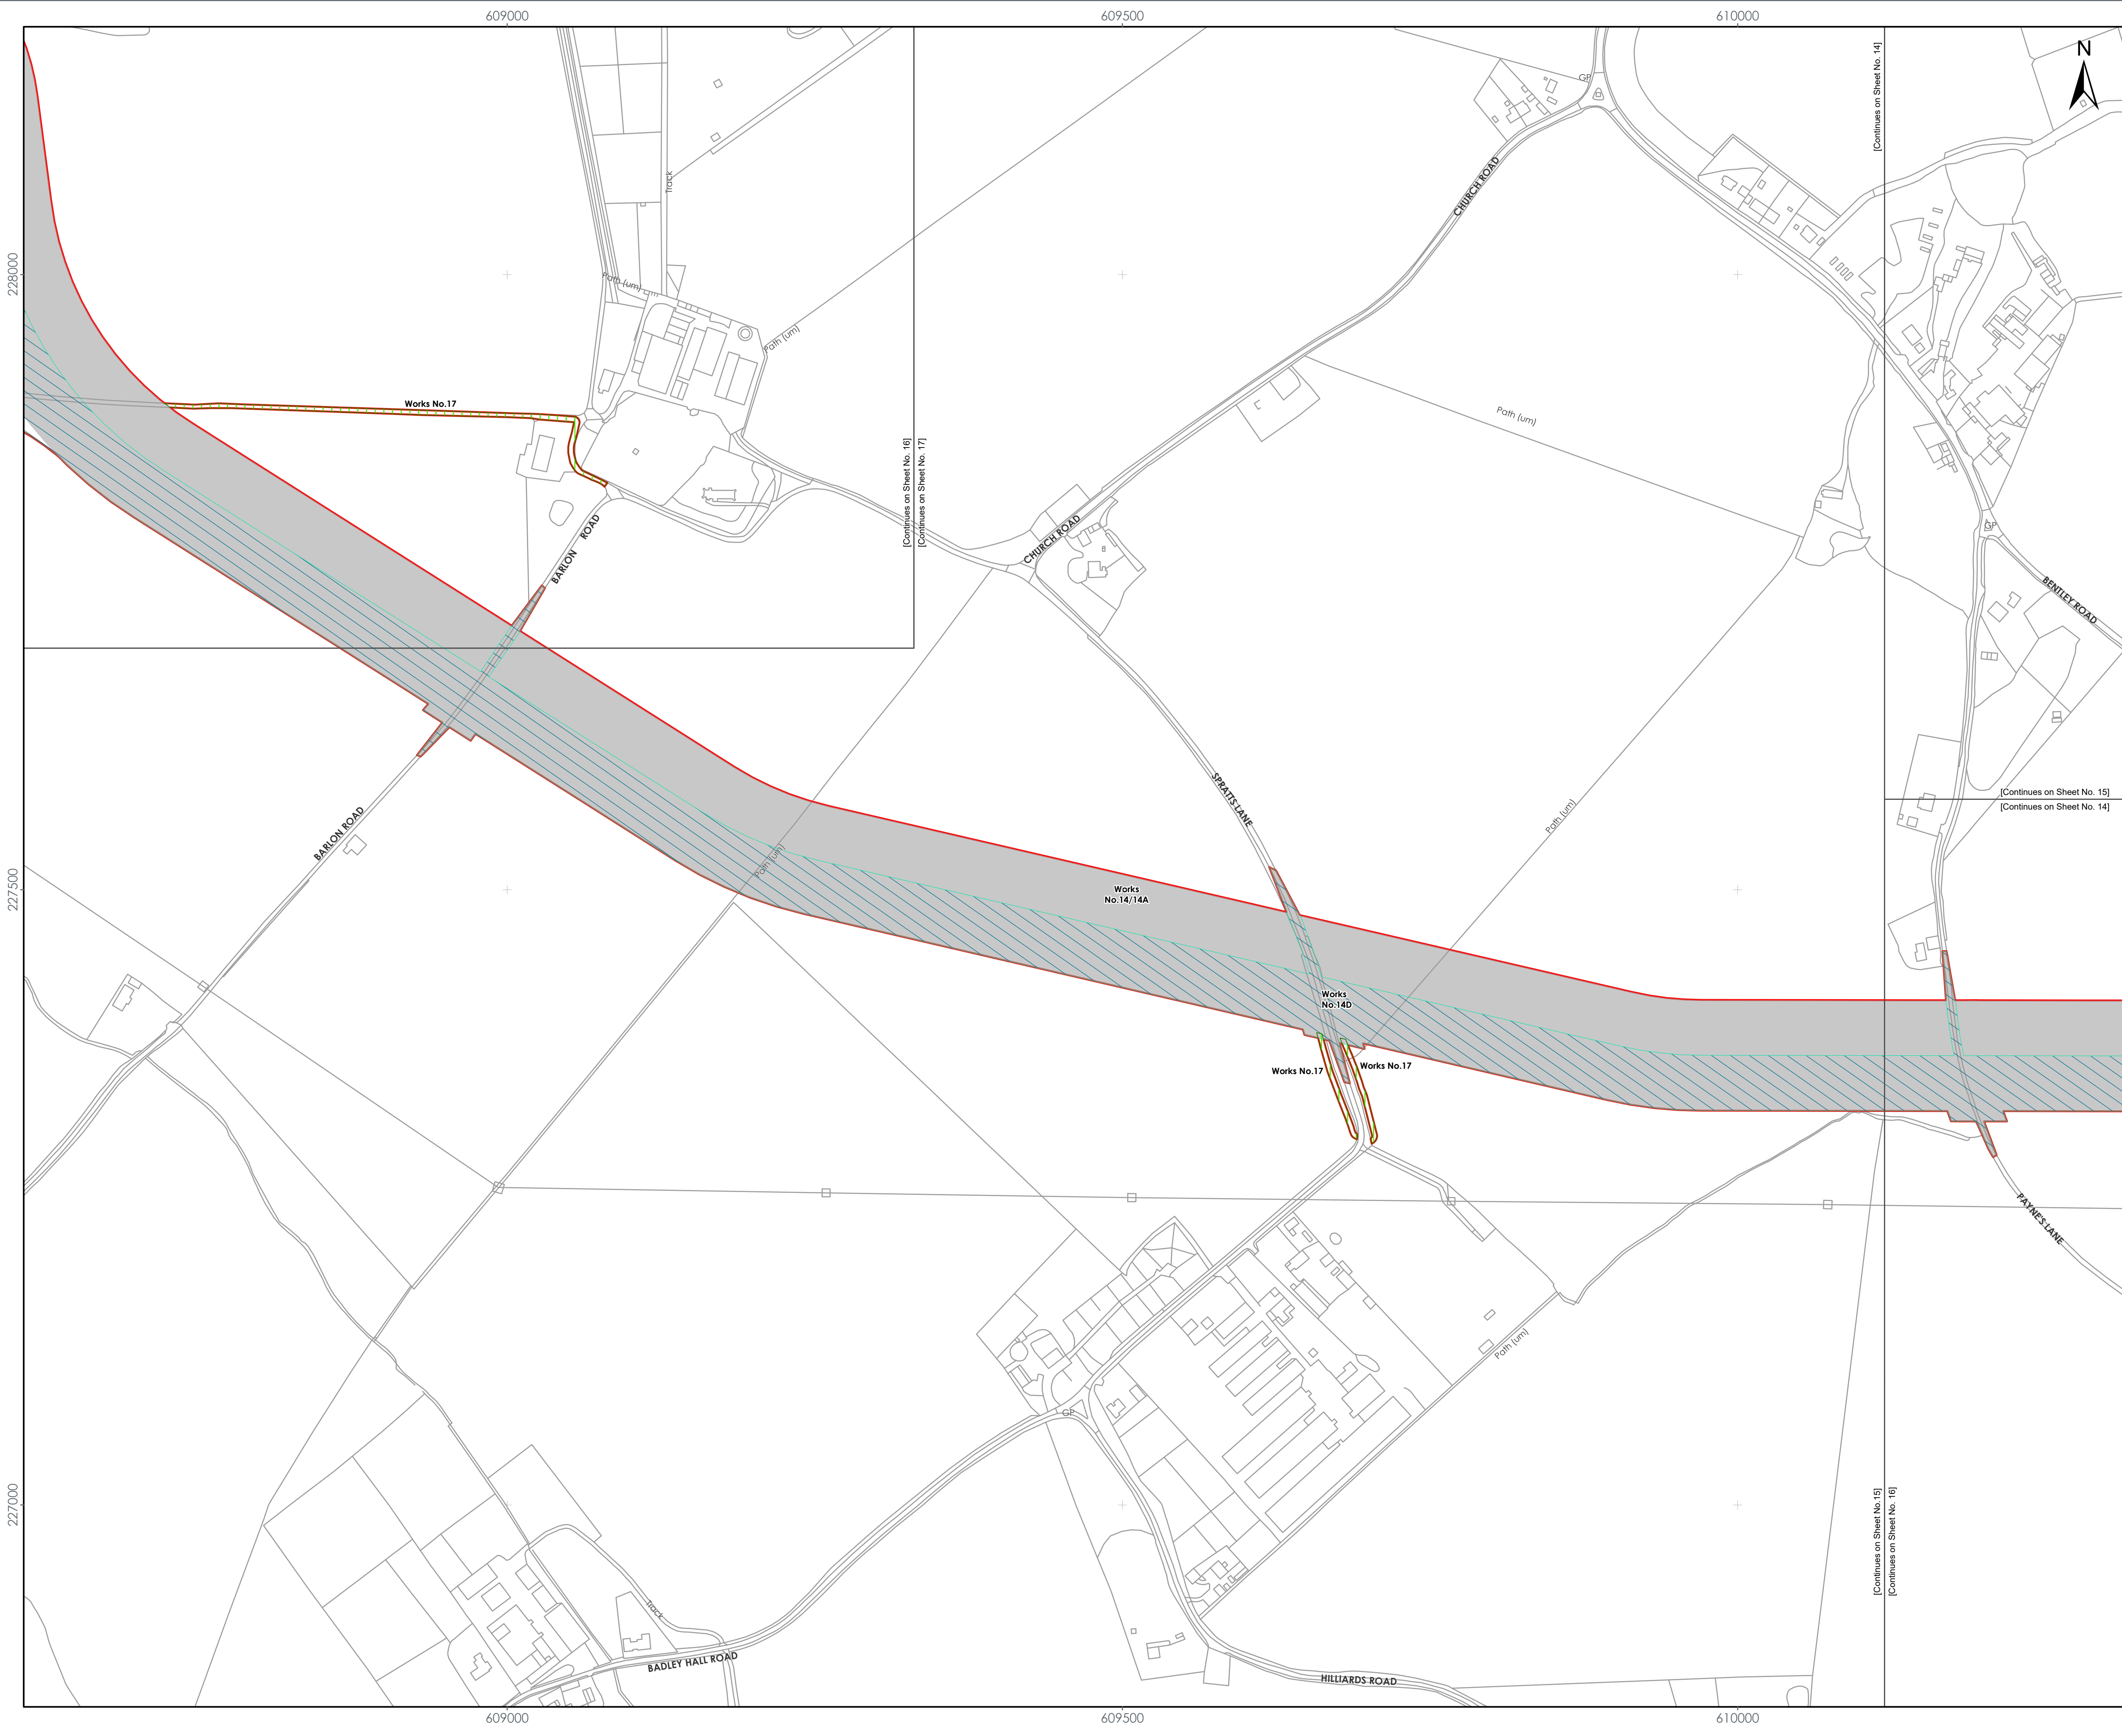 609000
609500
610000
N
[Continues on Sheet No. 14]
GP
CHURCH ROAD
Track
228000
Path (um)
Path (um)
Works No.17
Path (um)
[Continues on Sheet No. 16]
[Continues on Sheet No. 17]
BARLON ROAD
CHURCH ROAD
GP
BENTLEY ROAD
[Continues on Sheet No. 15]
[Continues on Sheet No. 14]
SPRATTS LANE
Path (um)
BARLON ROAD
Path (um)
227500
Works
No.14/14A
Works
No.14D
Works No.17
Works No.17
PAYNE'S LANE
Path (um)
GP
227000
[Continues on Sheet No.15]
[Continues on Sheet No. 16]
Track
BADLEY HALL ROAD
HILLIARDS ROAD
609000
609500
610000